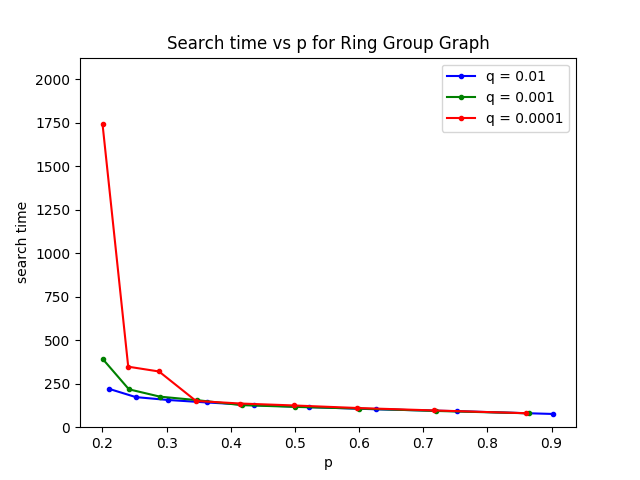 Search time vs p for Ring Group Graph
q = 0.01
q = 0.001
q = 0.0001
search time
2000
1750
1500
1250
1000
750
500
250
0
0.2 0.3 0.4 0.5 0.6 0.7 0.8 0.9
p